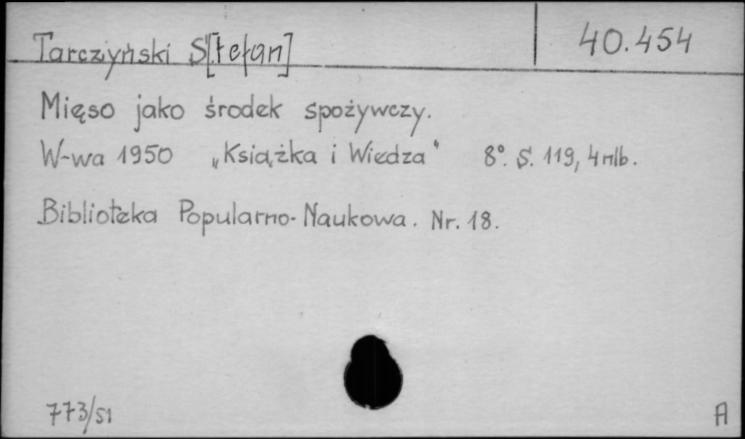 Tarczyński S[tefan] 40.454
Mięso jako środek spożywczy.
W-wa 1950 „Książka i Wiedza" 8°. S. 119, 4 nlb.
Biblioteka Popularno-Naukowa. Nr. 18.
773/51 A